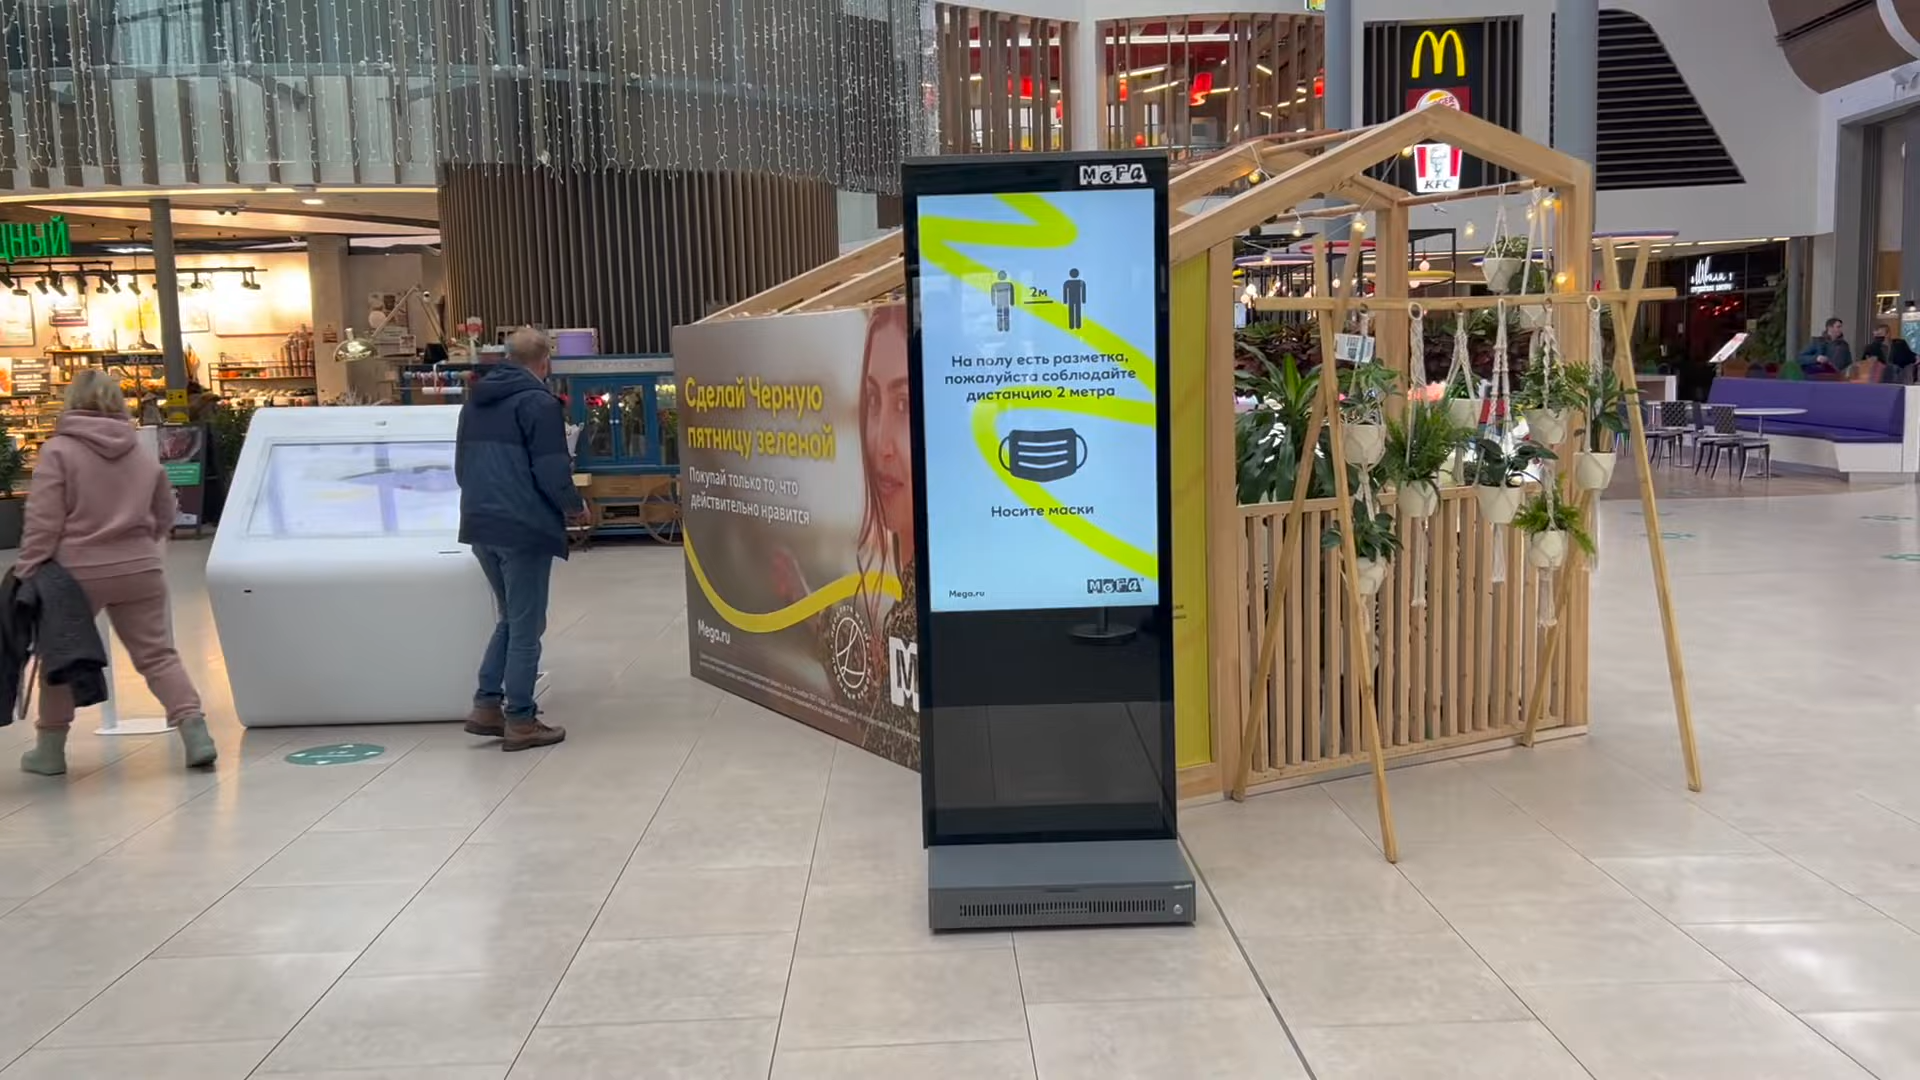 дный
МЕГА
2м
На полу есть разметка,
пожалуйста соблюдайте
дистанцию 2 метра
Носите маски
Mega.ru
МЕГА
Сделай Черную
пятницу зеленой
Покупай только то, что
действительно нравится
Mega.ru
М
KFC